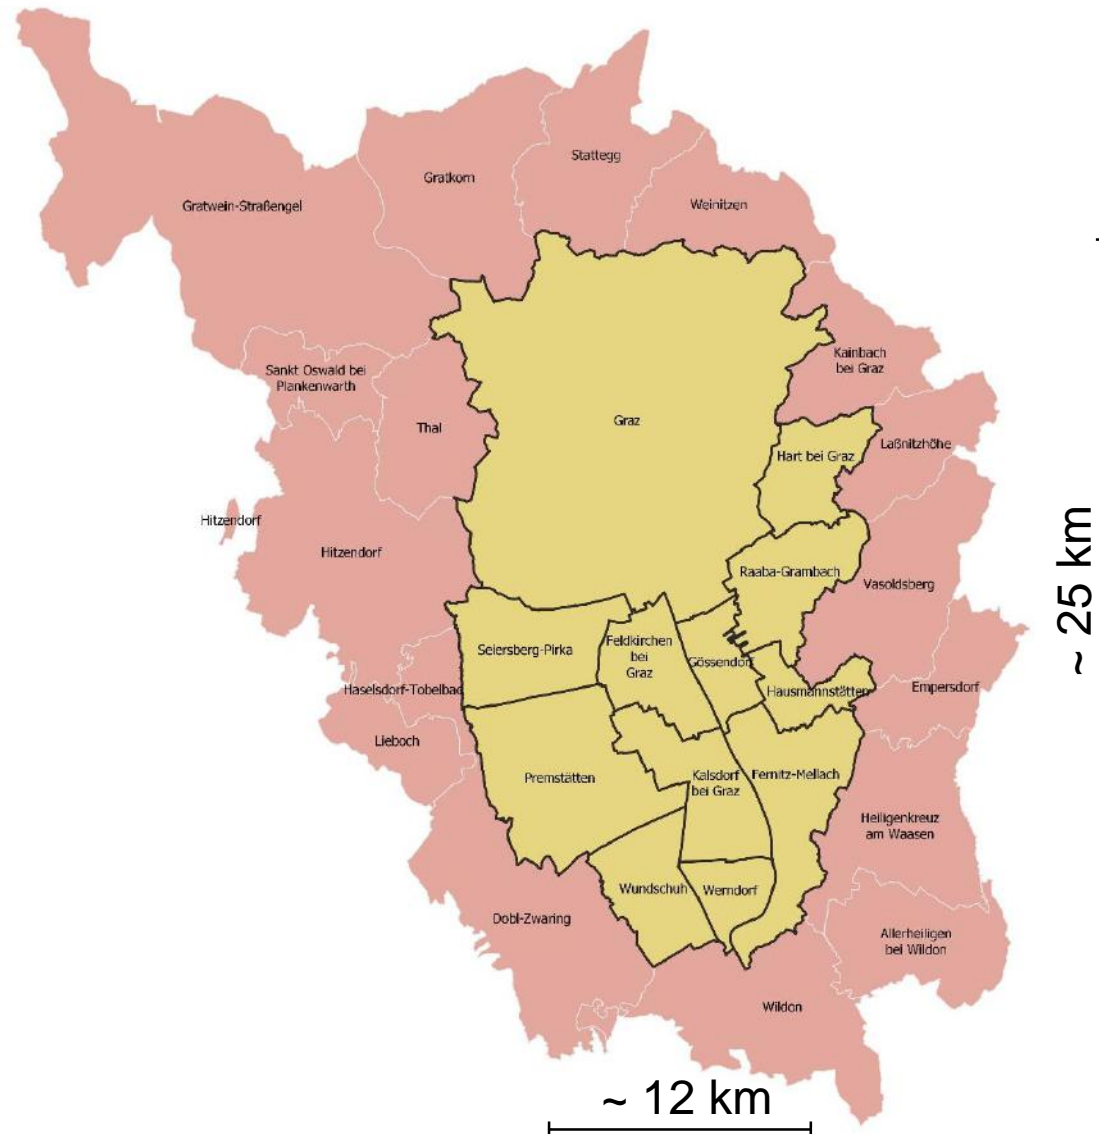 Stattegg
Gratkorn
Weinitzen
Gratwein-Straßengel
Kainbach
bei Graz
Sankt Oswald bei
Plankenwarth
Graz
Thal
Laßnitzhöhe
Hart bei Graz
Hitzendorf
Hitzendorf
Raaba-Grambach
Vasoldsberg
~ 25 km
Seiersberg-Pirka
Feldkirchen
bei
Graz
Gössendorf
Hausmannstätten
Empersdorf
Haselsdorf-Tobelbad
Lieboch
Premstätten
Kalsdorf
bei Graz
Fernitz-Mellach
Heiligenkreuz
am Waasen
Wundschuh
Werndorf
Dobl-Zwaring
Allerheiligen
bei Wildon
Wildon
~ 12 km